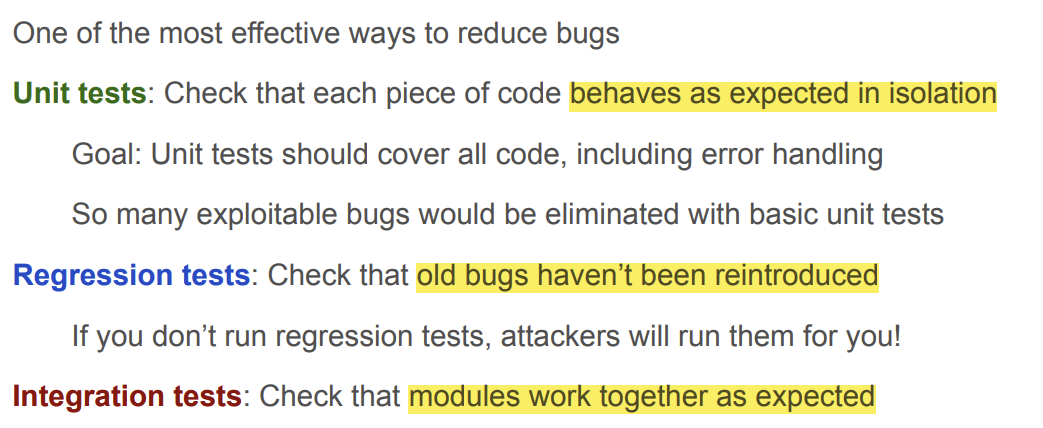 One of the most effective ways to reduce bugs
Unit tests: Check that each piece of code behaves as expected in isolation
Goal: Unit tests should cover all code, including error handling
So many exploitable bugs would be eliminated with basic unit tests
Regression tests: Check that old bugs haven’t been reintroduced
If you don’t run regression tests, attackers will run them for you!
Integration tests: Check that modules work together as expected